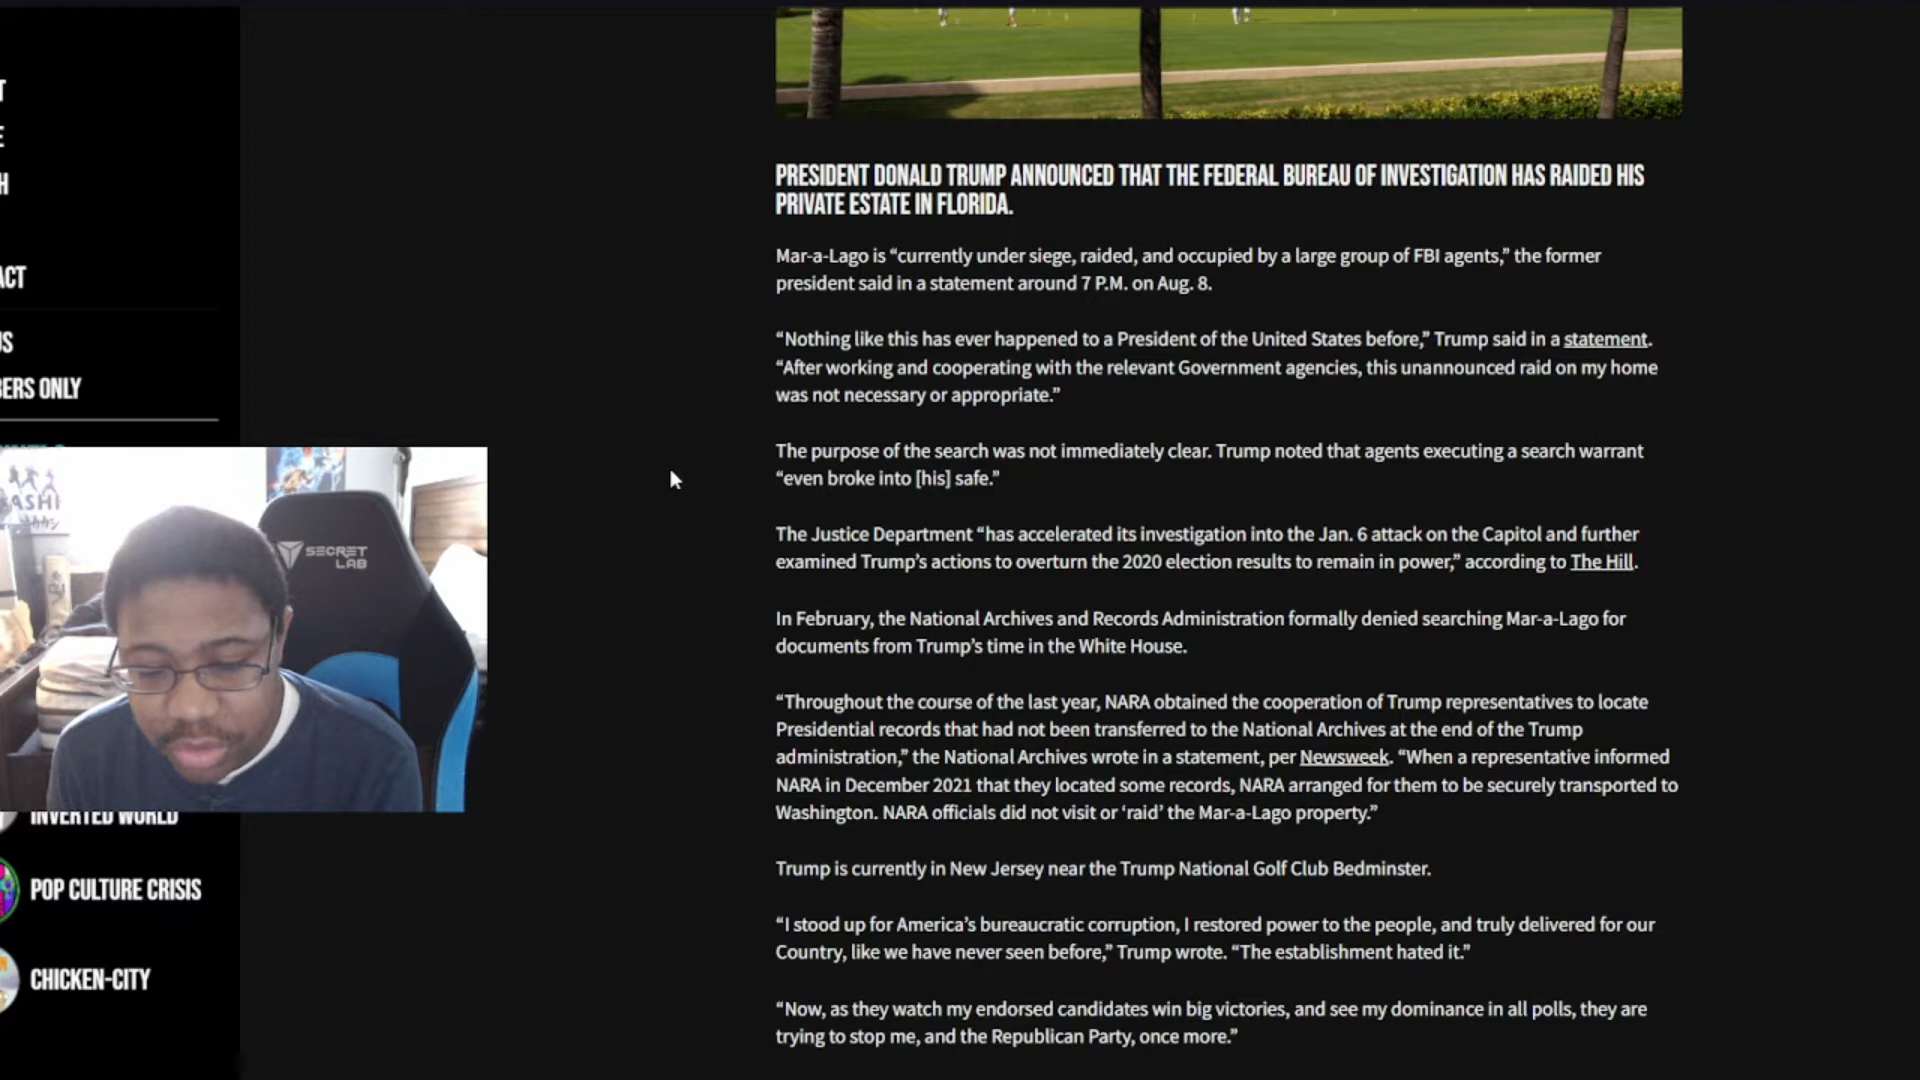 T
E
H
ACT
US
BERS ONLY
PRESIDENT DONALD TRUMP ANNOUNCED THAT THE FEDERAL BUREAU OF INVESTIGATION HAS RAIDED HIS
PRIVATE ESTATE IN FLORIDA.
Mar-a-Lago is “currently under siege, raided, and occupied by a large group of FBI agents,” the former
president said in a statement around 7 P.M. on Aug. 8.
“Nothing like this has ever happened to a President of the United States before,” Trump said in a statement.
“After working and cooperating with the relevant Government agencies, this unannounced raid on my home
was not necessary or appropriate.”
The purpose of the search was not immediately clear. Trump noted that agents executing a search warrant
“even broke into [his] safe.”
The Justice Department “has accelerated its investigation into the Jan. 6 attack on the Capitol and further
examined Trump’s actions to overturn the 2020 election results to remain in power,” according to The Hill.
In February, the National Archives and Records Administration formally denied searching Mar-a-Lago for
documents from Trump’s time in the White House.
“Throughout the course of the last year, NARA obtained the cooperation of Trump representatives to locate
Presidential records that had not been transferred to the National Archives at the end of the Trump
administration,” the National Archives wrote in a statement, per Newsweek. “When a representative informed
NARA in December 2021 that they located some records, NARA arranged for them to be securely transported to
Washington. NARA officials did not visit or ‘raid’ the Mar-a-Lago property.”
Trump is currently in New Jersey near the Trump National Golf Club Bedminster.
“I stood up for America’s bureaucratic corruption, I restored power to the people, and truly delivered for our
Country, like we have never seen before,” Trump wrote. “The establishment hated it.”
“Now, as they watch my endorsed candidates win big victories, and see my dominance in all polls, they are
trying to stop me, and the Republican Party, once more.”
ASHI
SECRET
LAB
INVERTED WORLD
POP CULTURE CRISIS
CHICKEN-CITY